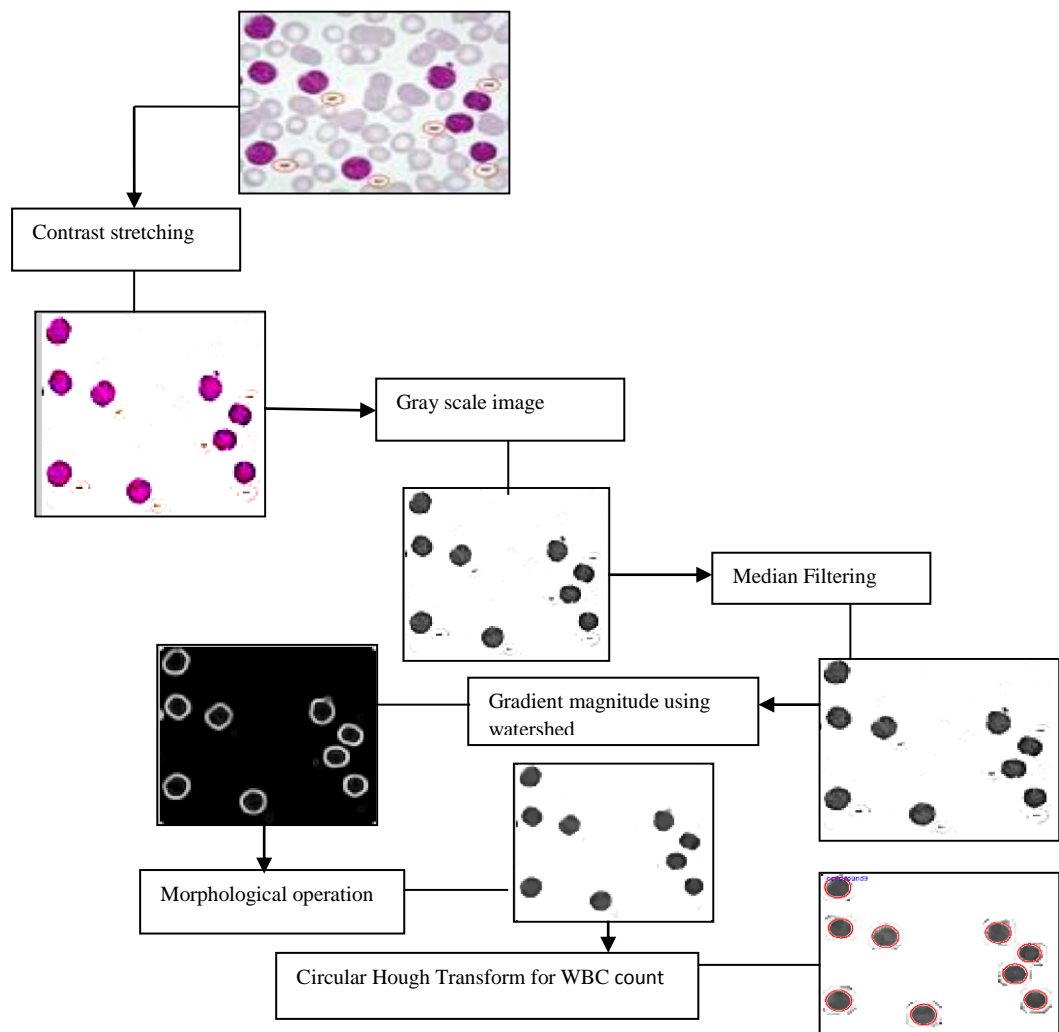 Contrast stretching
Gray scale image
Median Filtering
Gradient magnitude using
watershed
Morphological operation
Circular Hough Transform for WBC count